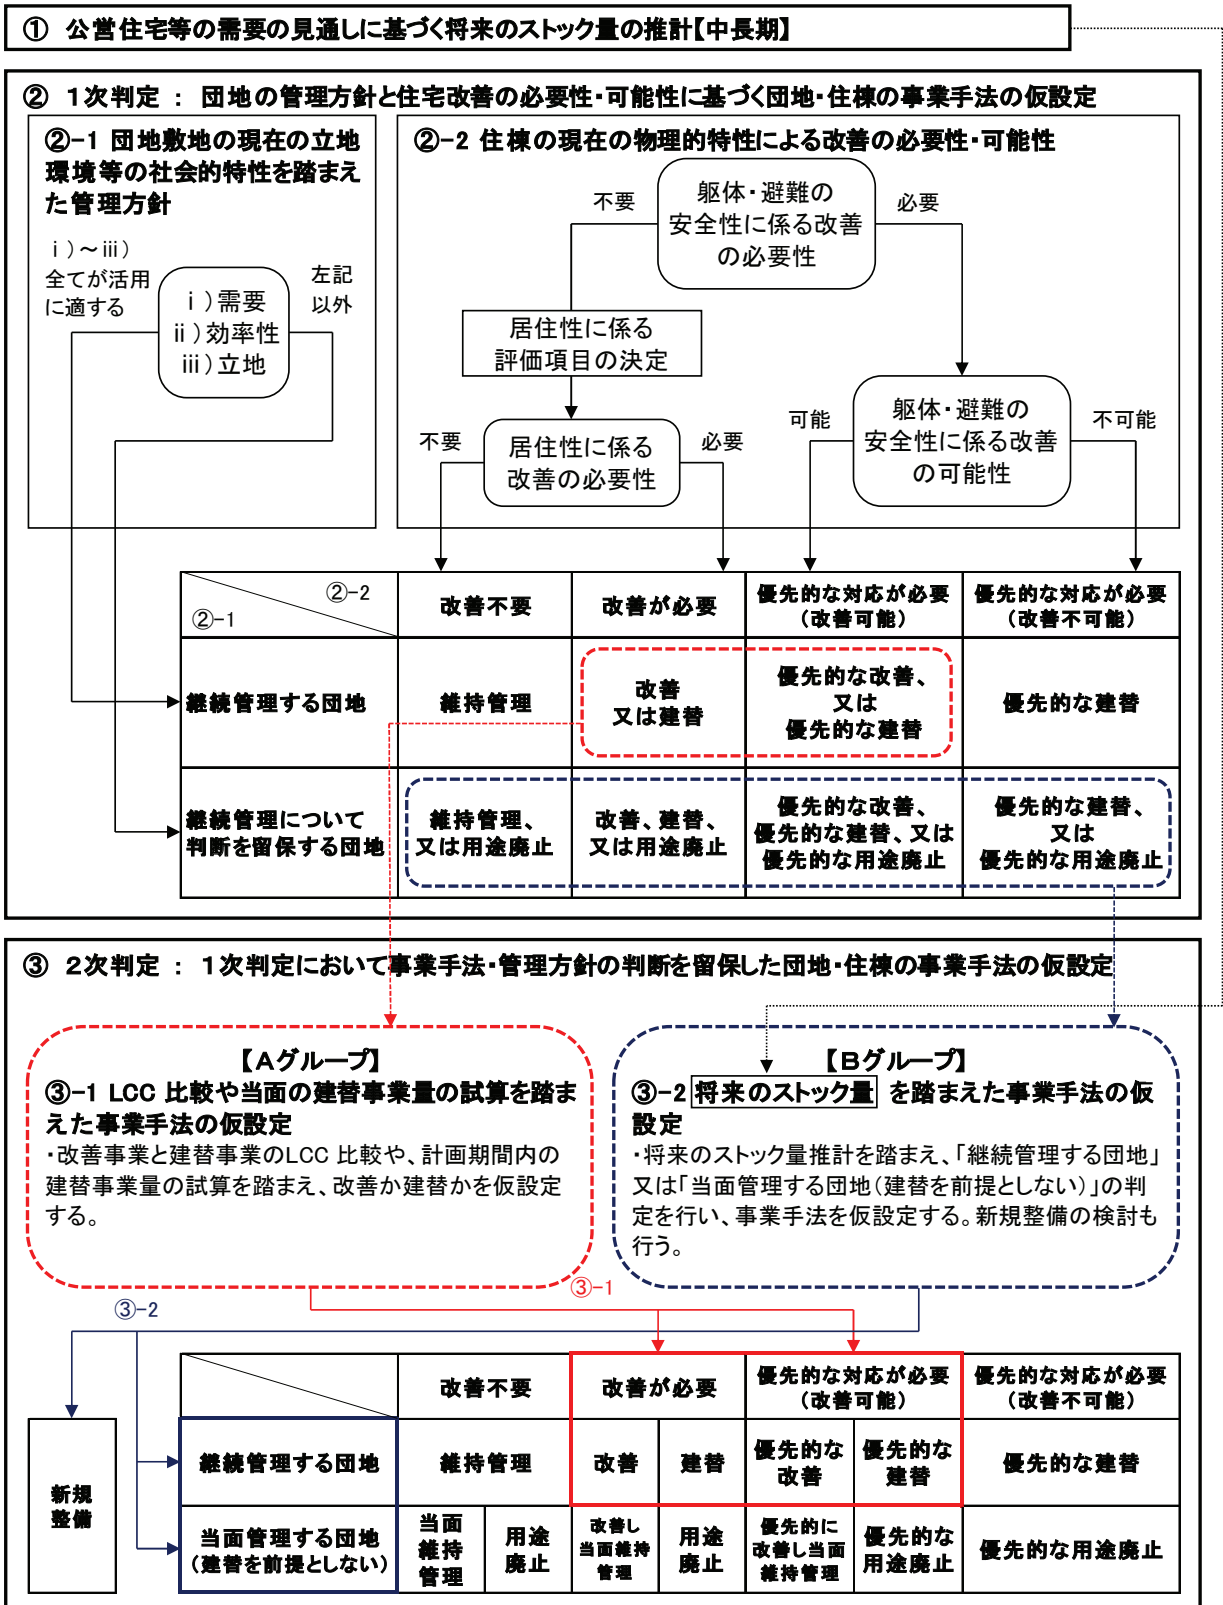 ① 公営住宅等の需要の見通しに基づく将来のストック量の推計【中長期】
② 1次判定 : 団地の管理方針と住宅改善の必要性・可能性に基づく団地・住棟の事業手法の仮設定
②-1 団地敷地の現在の立地
環境等の社会的特性を踏まえ
た管理方針
ⅰ)~ⅲ)
全てが活用
に適する
ⅰ)需要
ⅱ)効率性
ⅲ)立地
左記
以外
②-2 住棟の現在の物理的特性による改善の必要性・可能性
不要
躯体・避難の
安全性に係る改善
の必要性
必要
居住性に係る
評価項目の決定
不要
居住性に係る
改善の必要性
必要
可能
躯体・避難の
安全性に係る改善
の可能性
不可能
②-2
②-1
改善不要
改善が必要
優先的な対応が必要
(改善可能)
優先的な対応が必要
(改善不可能)
継続管理する団地
維持管理
改善
又は建替
優先的な改善、
又は
優先的な建替
優先的な建替
継続管理について
判断を留保する団地
維持管理、
又は用途廃止
改善、建替、
又は用途廃止
優先的な改善、
優先的な建替、又は
優先的な用途廃止
優先的な建替、
又は
優先的な用途廃止
③ 2次判定 : 1次判定において事業手法・管理方針の判断を留保した団地・住棟の事業手法の仮設定
【Aグループ】
③-1 LCC 比較や当面の建替事業量の試算を踏ま
えた事業手法の仮設定
・改善事業と建替事業のLCC 比較や、計画期間内の
建替事業量の試算を踏まえ、改善か建替かを仮設定
する。
【Bグループ】
③-2 将来のストック量 を踏まえた事業手法の仮
設定
・将来のストック量推計を踏まえ、「継続管理する団地」
又は「当面管理する団地(建替を前提としない)」の判
定を行い、事業手法を仮設定する。新規整備の検討も
行う。
③-1
③-2
改善不要
改善が必要
優先的な対応が必要
(改善可能)
優先的な対応が必要
(改善不可能)
新規
整備
継続管理する団地
維持管理
改善
建替
優先的な
改善
優先的な
建替
優先的な建替
当面管理する団地
(建替を前提としない)
当面
維持
管理
用途
廃止
改善し
当面維持
管理
用途
廃止
優先的に
改善し当面
維持管理
優先的な
用途廃止
優先的な用途廃止